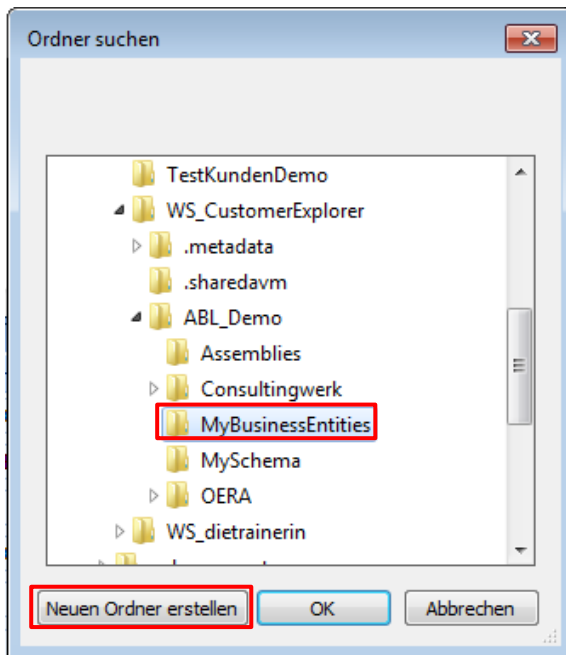 Ordner suchen
TestKundenDemo
WS_CustomerExplorer
.metadata
.sharedavm
ABL_Demo
Assemblies
Consultingwerk
MyBusinessEntities
MySchema
OERA
WS_dietrainerin
Neuen Ordner erstellen OK Abbrechen